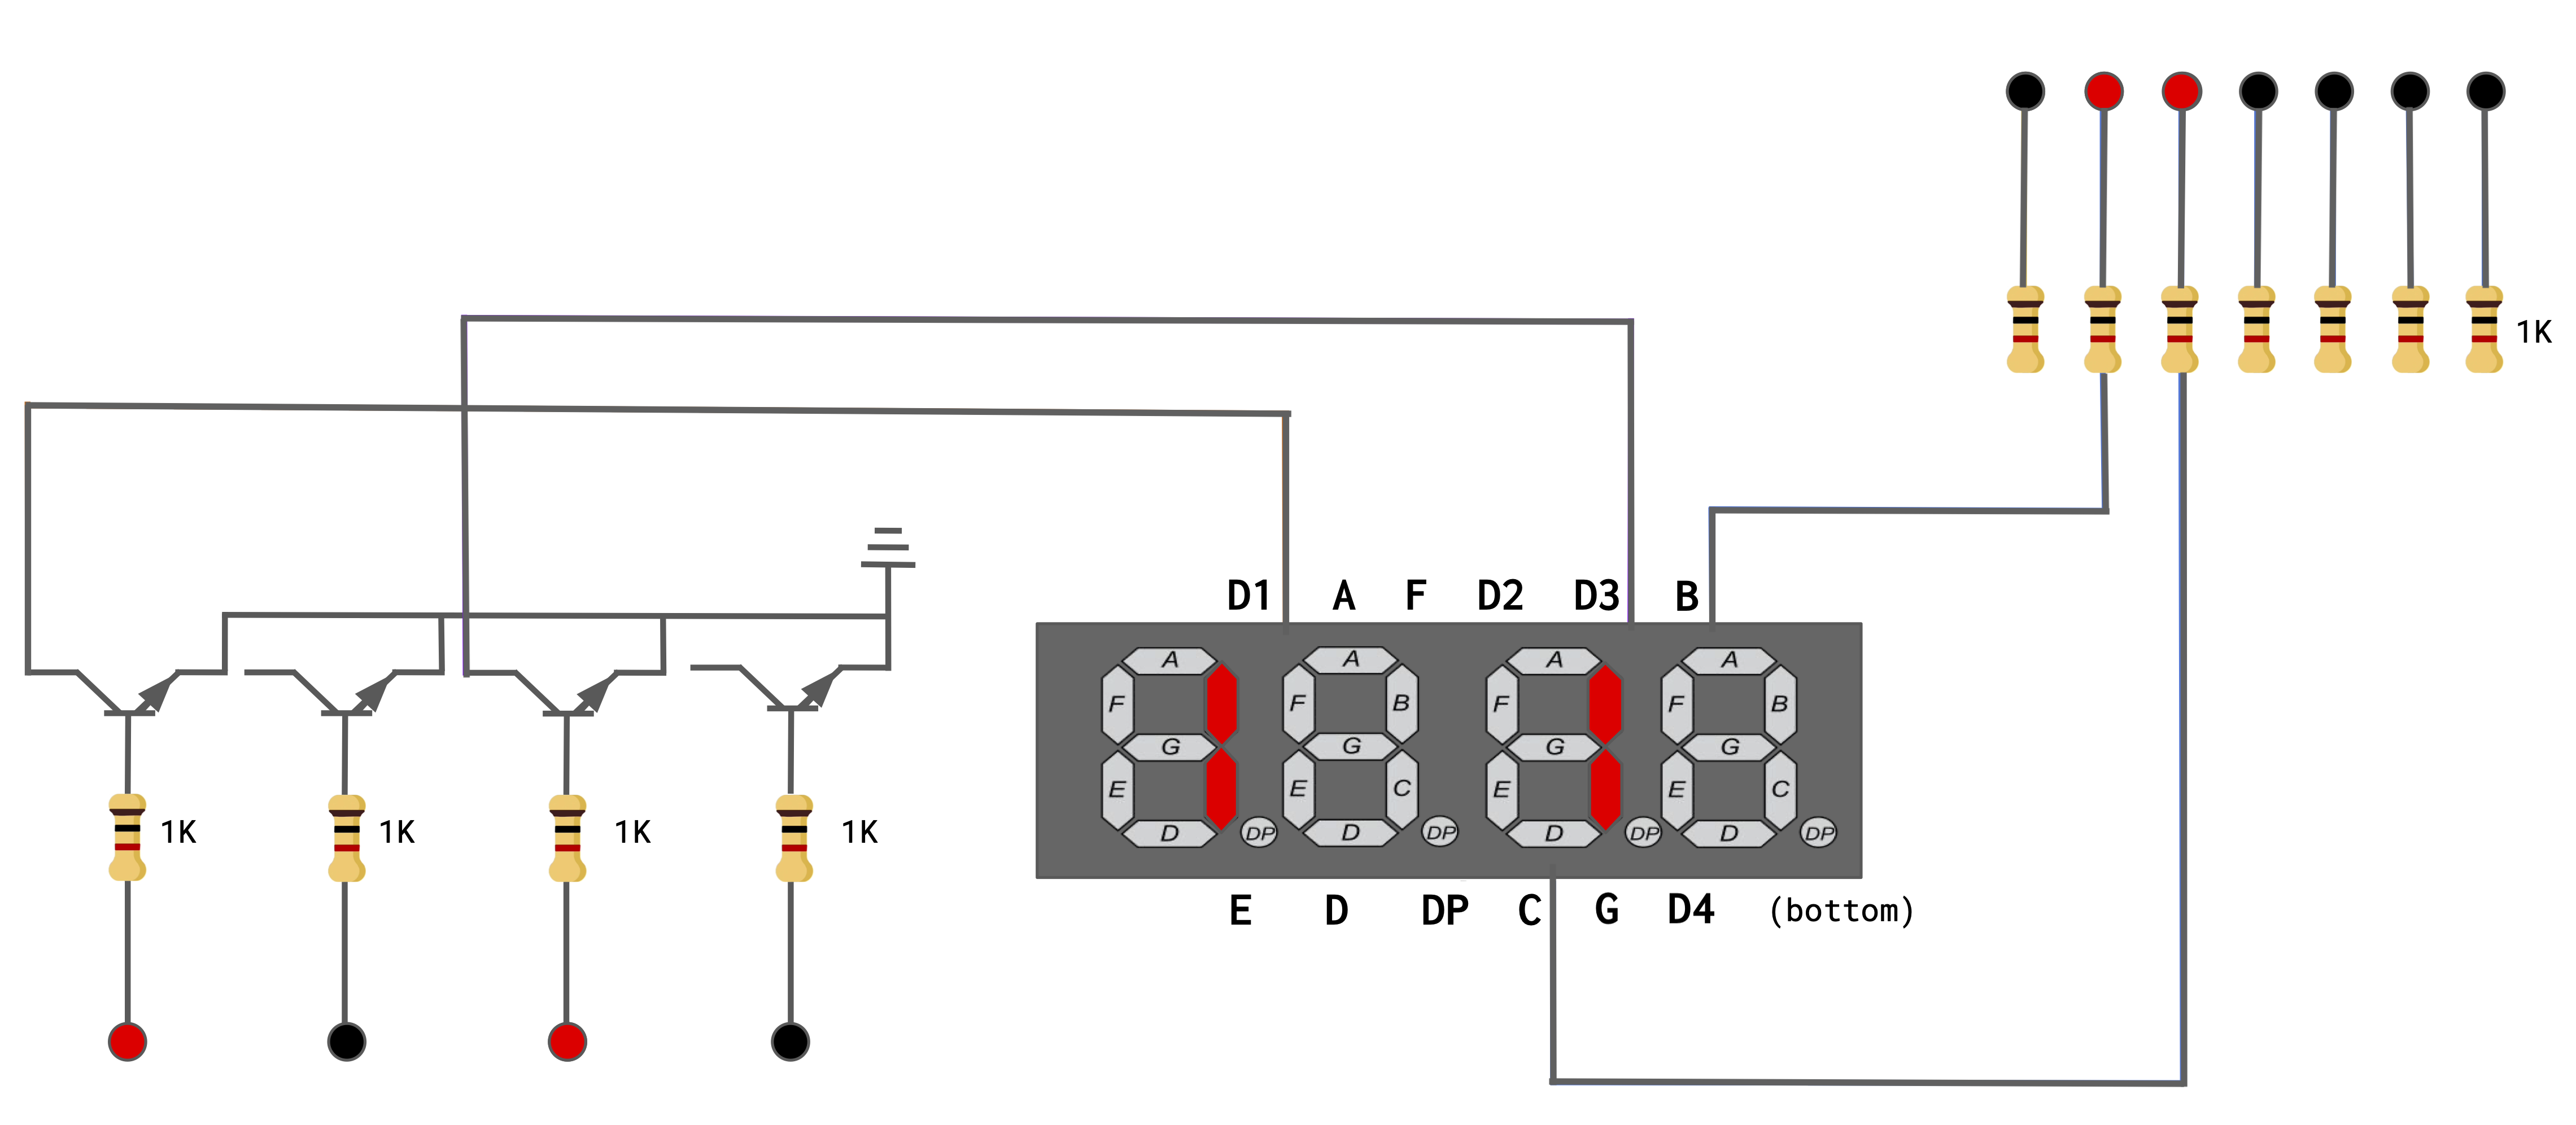 1K
D1 A F D2 D3 B
A A A A
F F B F F B
G G G G
E E C E E C
D DP D DP D DP D DP
1K 1K 1K 1K
E D DP C G D4 (bottom)